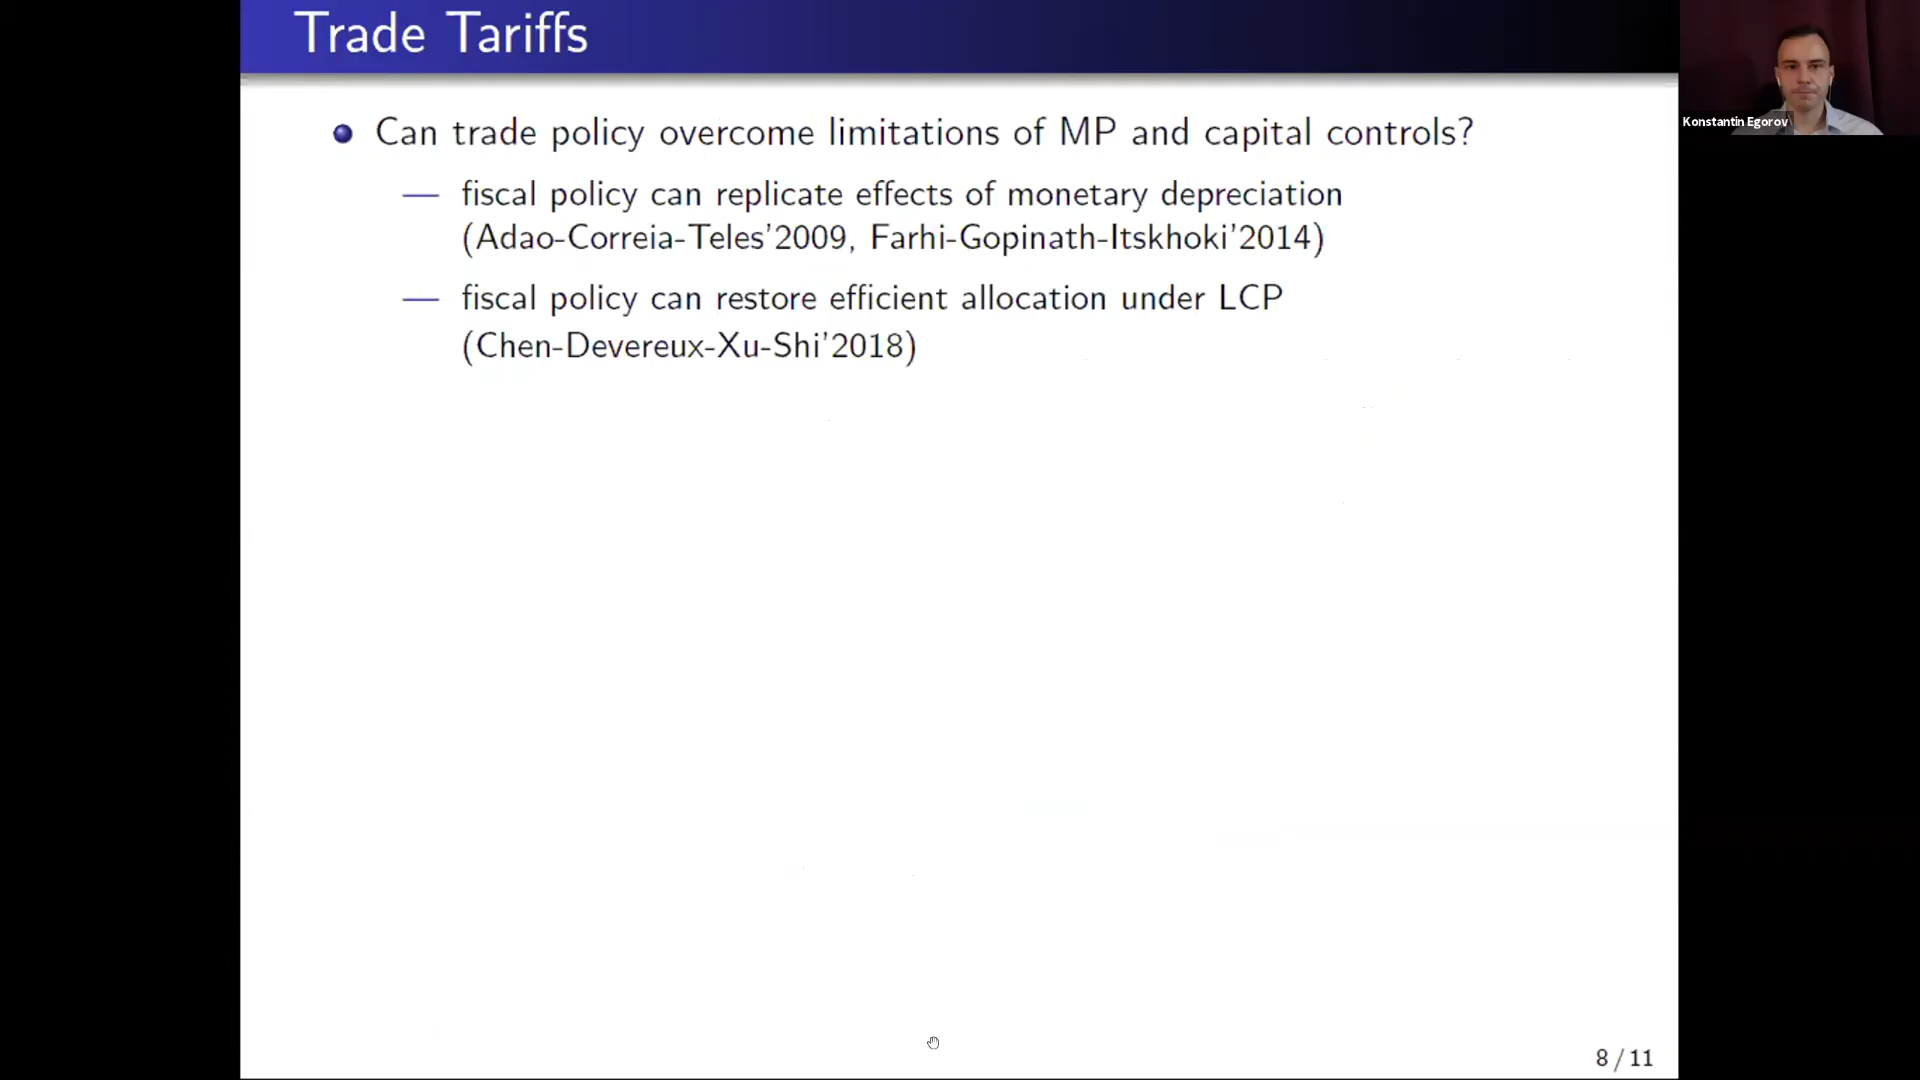 Trade Tariffs
Konstantin Egorov
Can trade policy overcome limitations of MP and capital controls?
— fiscal policy can replicate effects of monetary depreciation
(Adao-Correia-Teles'2009, Farhi-Gopinath-Itskhoki'2014)
— fiscal policy can restore efficient allocation under LCP
(Chen-Devereux-Xu-Shi'2018)
8 / 11